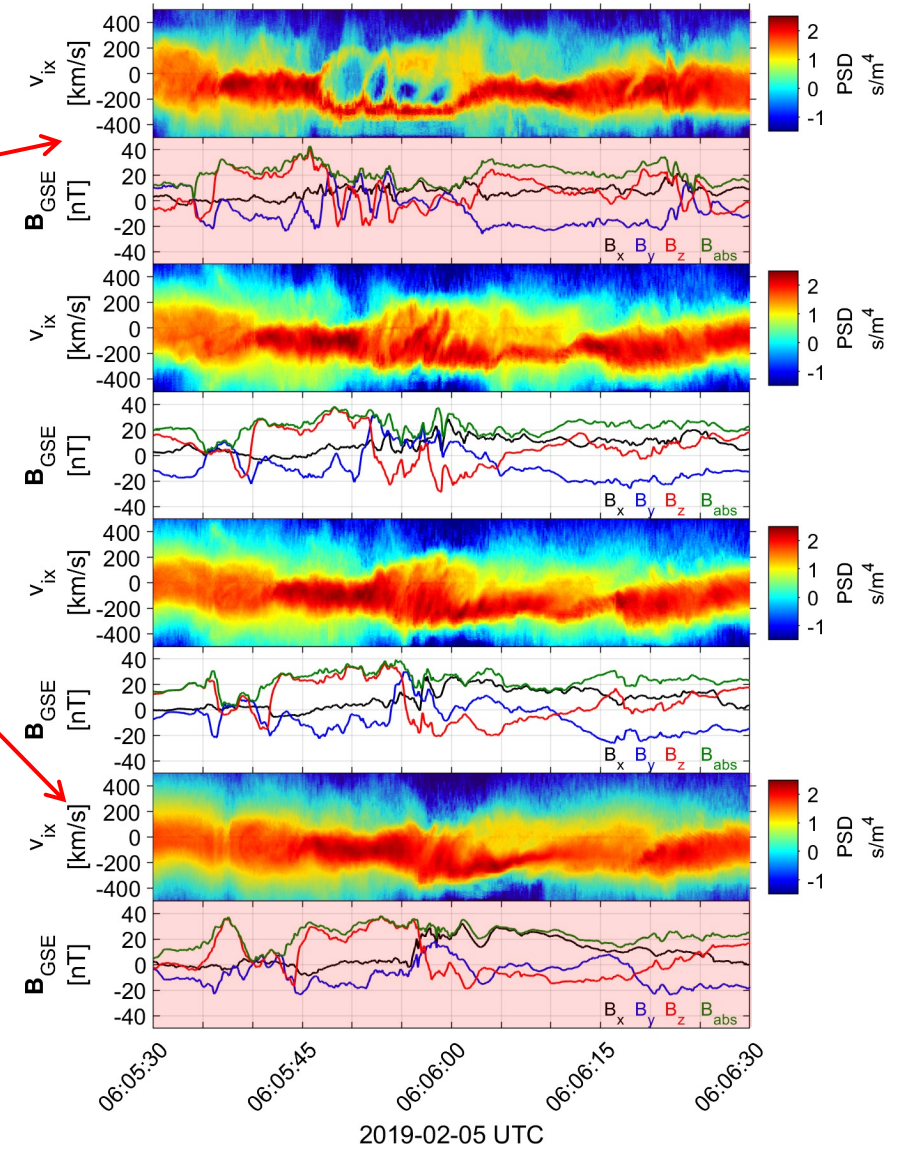 400
200
0
-200
-400
v_ix
[km/s]
2
1
0
-1
PSD
s/m^4
40
20
0
-20
-40
B_GSE
[nT]
B_x B_y B_z B_abs
400
200
0
-200
-400
v_ix
[km/s]
2
1
0
-1
PSD
s/m^4
40
20
0
-20
-40
B_GSE
[nT]
B_x B_y B_z B_abs
400
200
0
-200
-400
v_ix
[km/s]
2
1
0
-1
PSD
s/m^4
40
20
0
-20
-40
B_GSE
[nT]
B_x B_y B_z B_abs
400
200
0
-200
-400
v_ix
[km/s]
2
1
0
-1
PSD
s/m^4
40
20
0
-20
-40
B_GSE
[nT]
B_x B_y B_z B_abs
06:05:30
06:05:45
06:06:00
06:06:15
06:06:30
2019-02-05 UTC